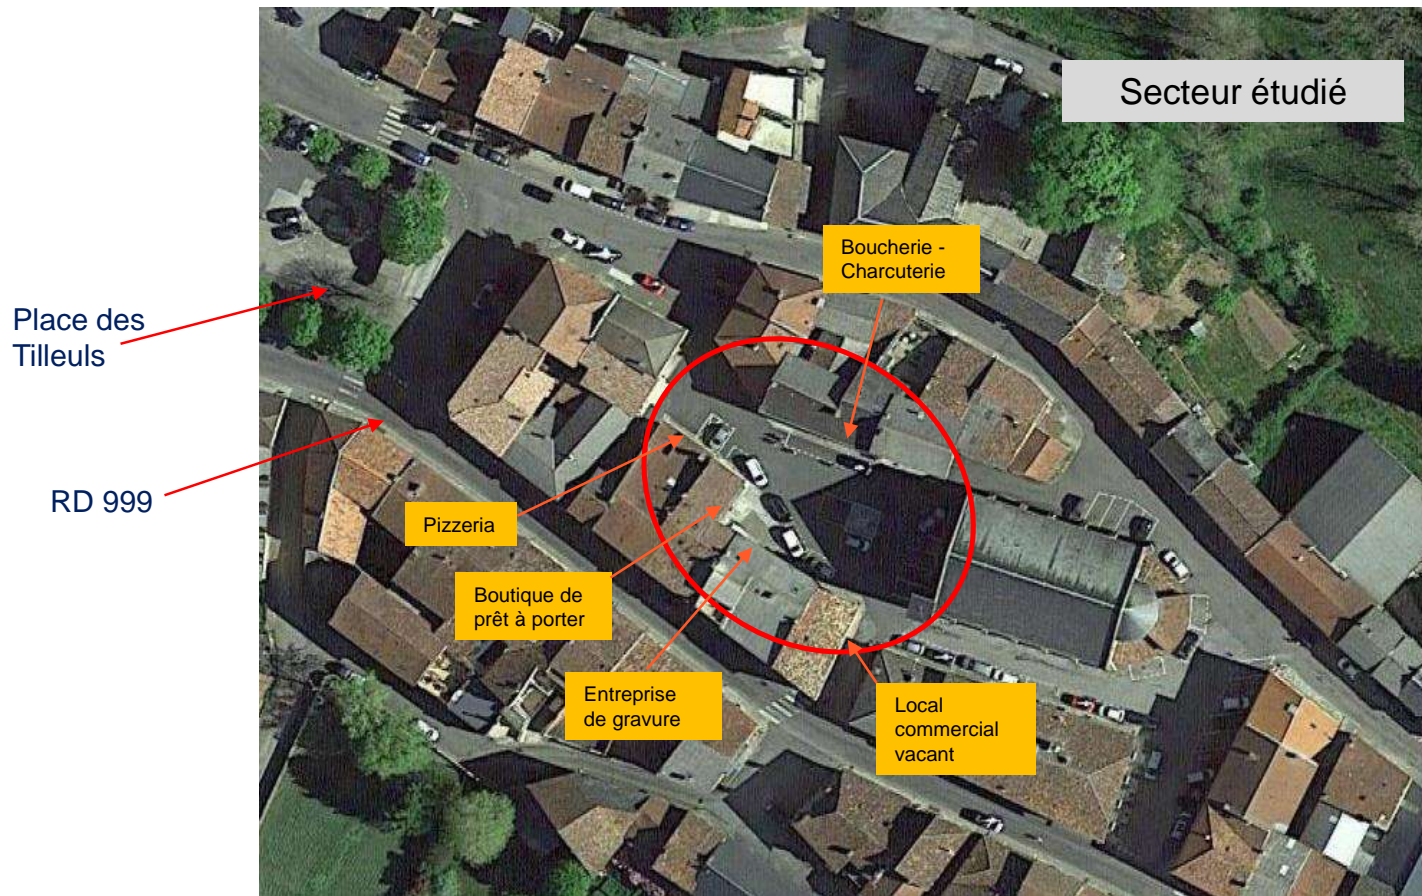 Secteur étudié
Boucherie -
Charcuterie
Place des
Tilleuls
RD 999
Pizzeria
Boutique de
prêt à porter
Entreprise
de gravure
Local
commercial
vacant